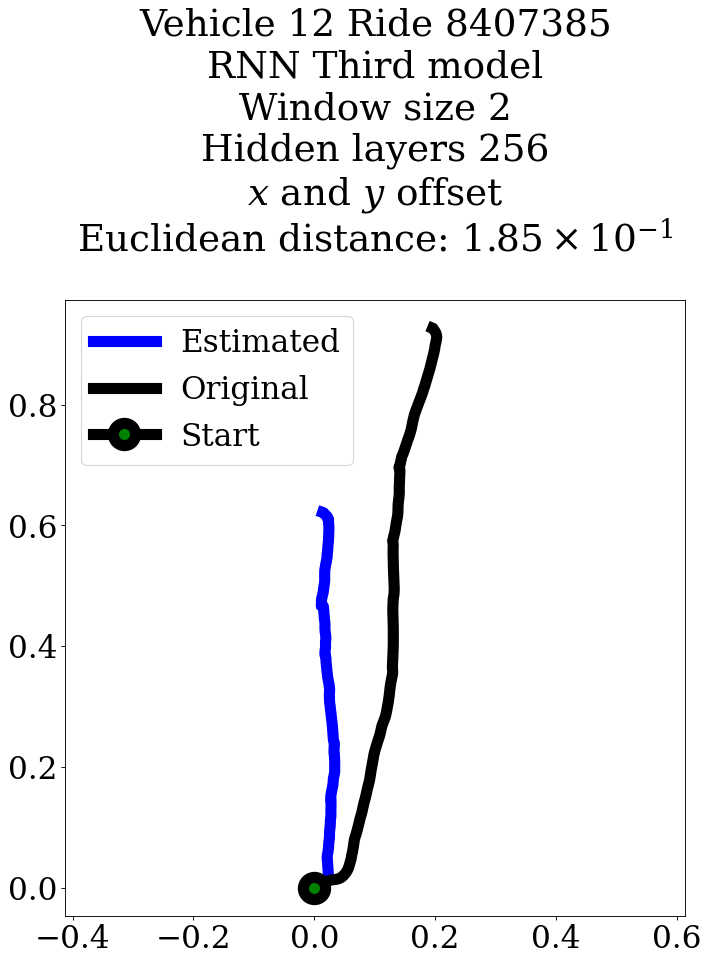 Vehicle 12 Ride 8407385
RNN Third model
Window size 2
Hidden layers 256
x and y offset
Euclidean distance: 1.85 × 10⁻¹
Estimated
Original
Start
0.8
0.6
0.4
0.2
0.0
−0.4 −0.2 0.0 0.2 0.4 0.6